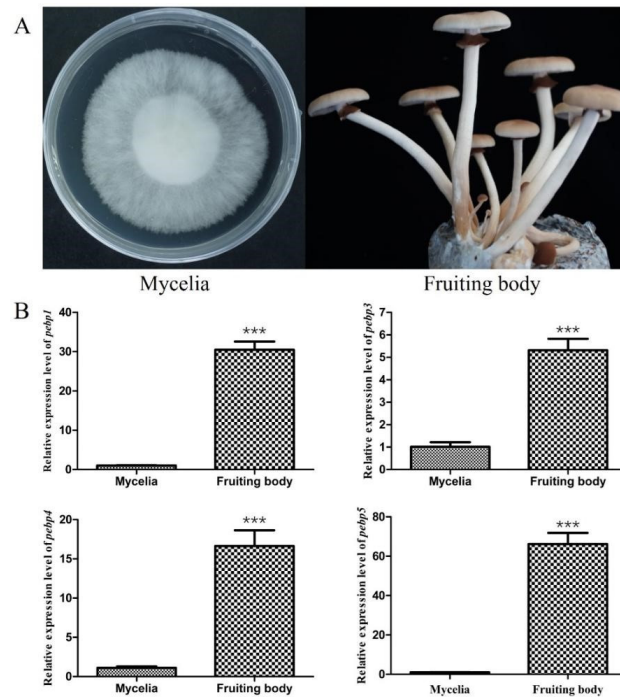 A
Mycelia
Fruiting body
B
Relative expression level of pebp1
40
30
20
10
0
***
Mycelia
Fruiting body
Relative expression level of pebp3
7
6
5
4
3
2
1
0
***
Mycelia
Fruiting body
Relative expression level of pebp4
20
15
10
5
0
***
Mycelia
Fruiting body
Relative expression level of pebp5
80
60
40
20
0
***
Mycelia
Fruiting body